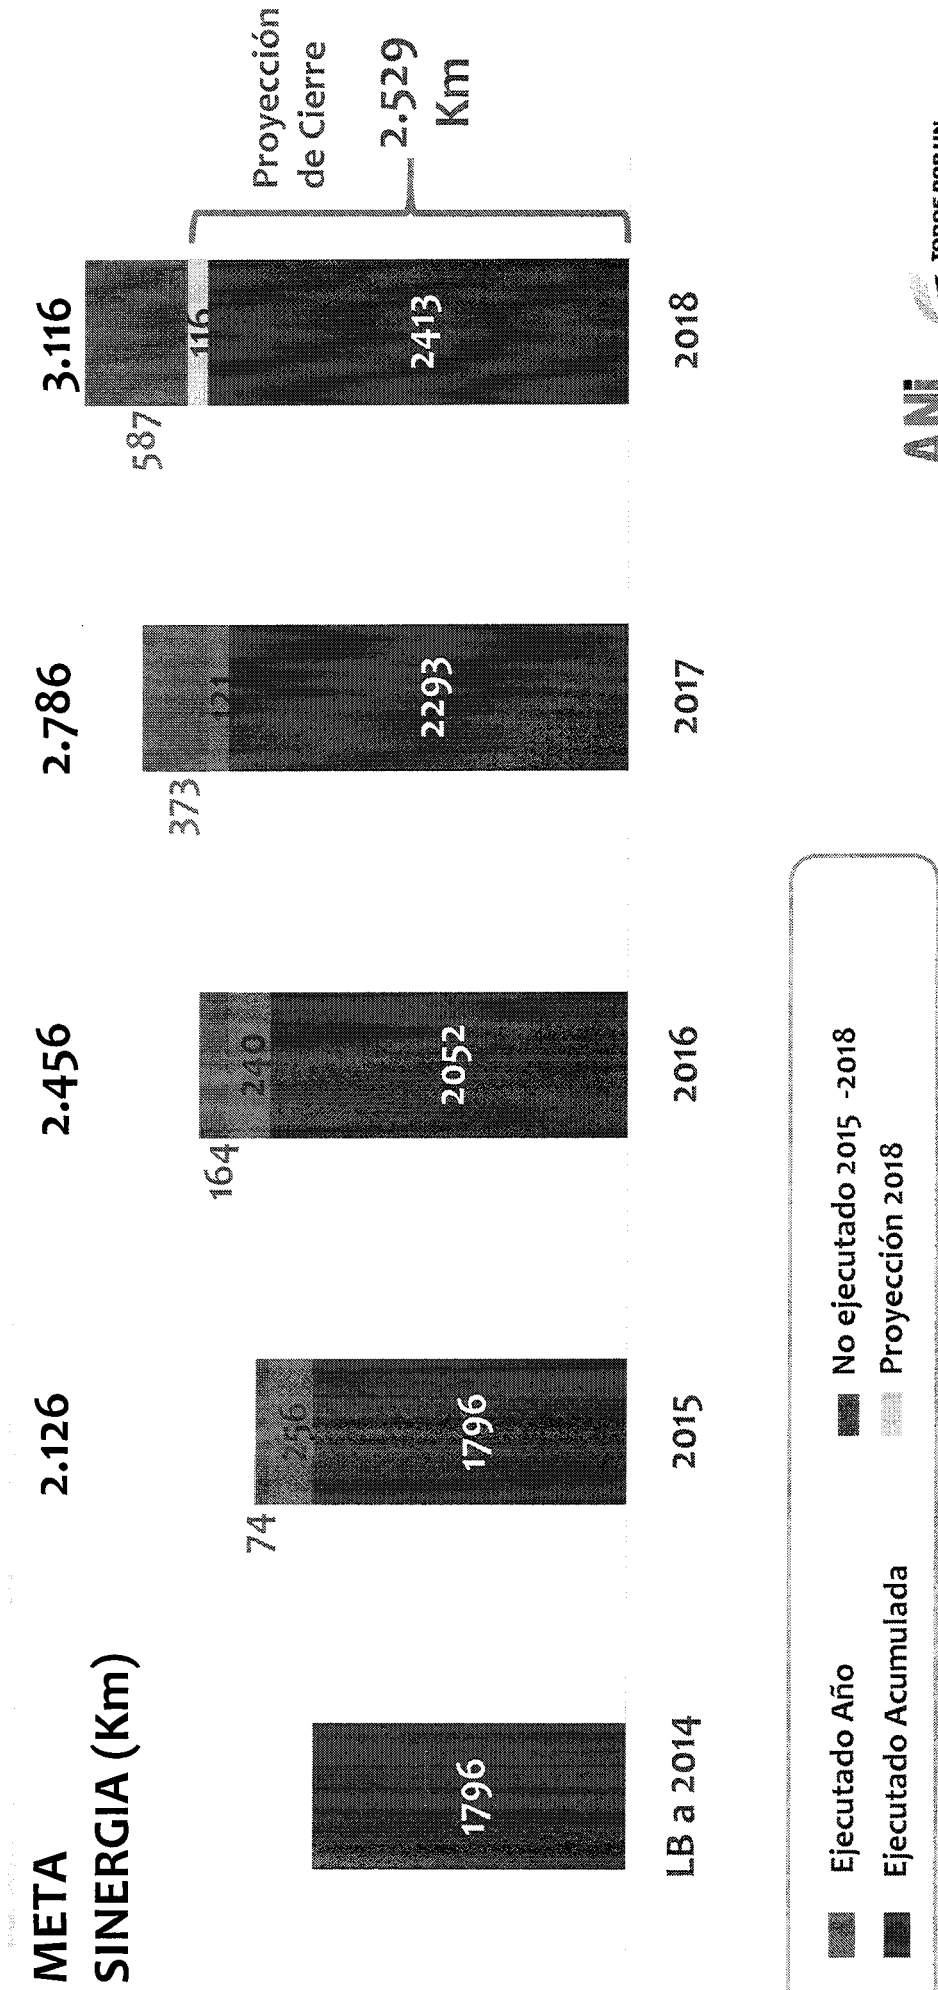 META
SINERGIA (Km)
2.126
2.456
2.786
3.116
1796
LB a 2014
74
256
1796
2015
164
240
2052
2016
373
121
2293
2017
587
116
2413
2018
Proyección
de Cierre
2.529
Km
Ejecutado Año
Ejecutado Acumulada
No ejecutado 2015 -2018
Proyección 2018
ANi